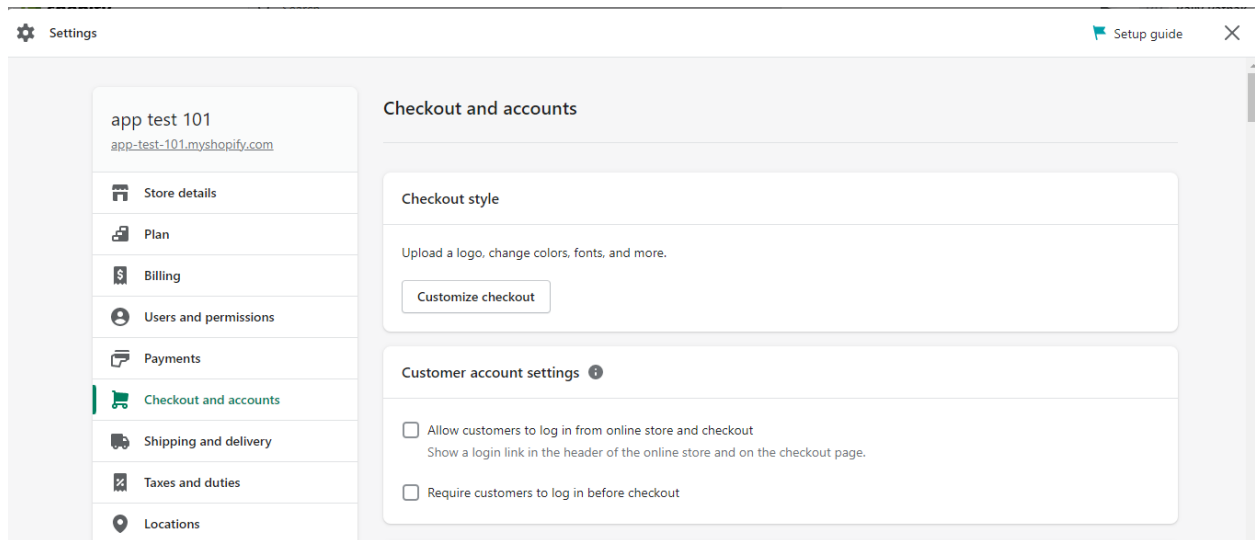 Settings
Setup guide
app test 101
app-test-101.myshopify.com
Store details
Plan
Billing
Users and permissions
Payments
Checkout and accounts
Shipping and delivery
Taxes and duties
Locations
Checkout and accounts
Checkout style
Upload a logo, change colors, fonts, and more.
Customize checkout
Customer account settings
Allow customers to log in from online store and checkout
Show a login link in the header of the online store and on the checkout page.
Require customers to log in before checkout